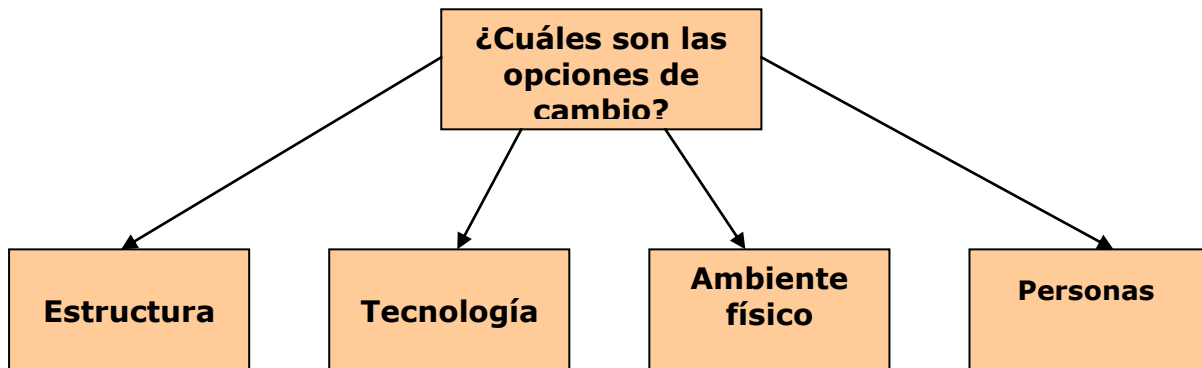 ¿Cuáles son las
opciones de
cambio?
Estructura
Tecnología
Ambiente
físico
Personas